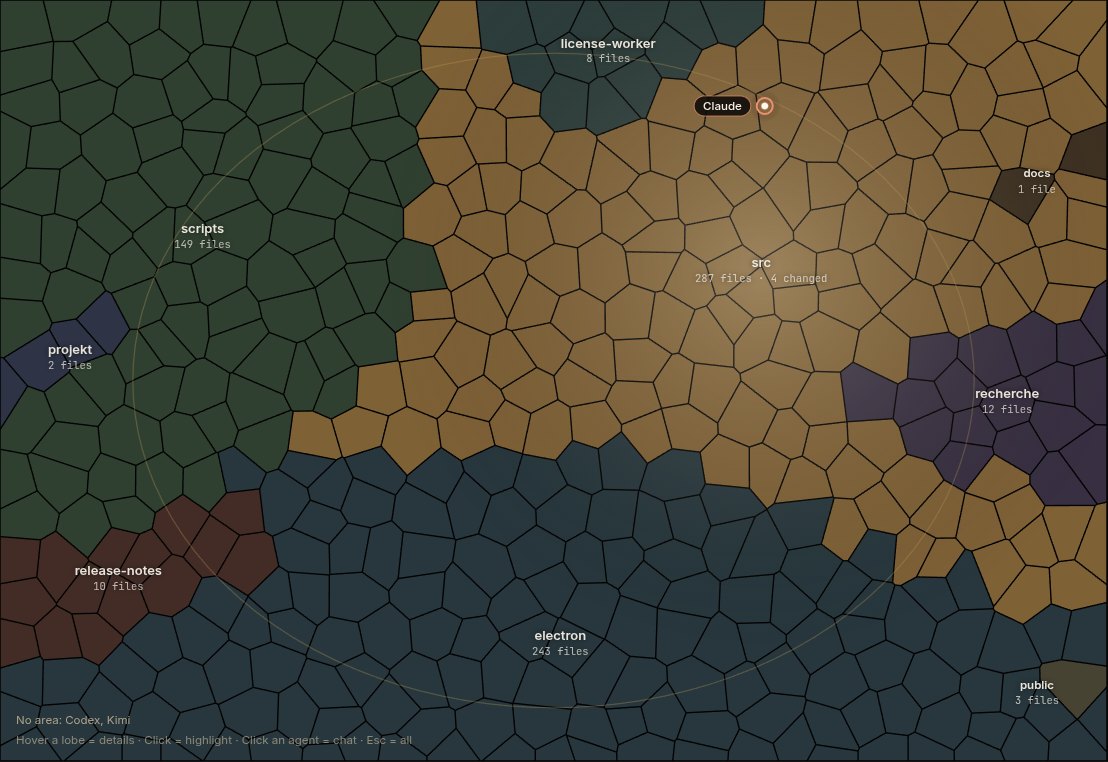 license-worker
8 files
Claude
docs
1 file
scripts
149 files
src
287 files · 4 changed
projekt
2 files
recherche
12 files
release-notes
10 files
electron
243 files
public
3 files
No area: Codex, Kimi
Hover a lobe = details · Click = highlight · Click an agent = chat · Esc = all